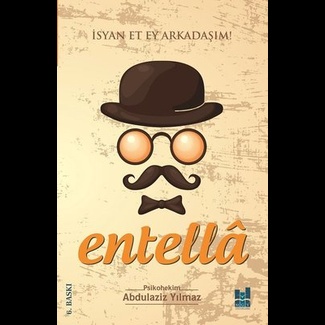 İSYAN ET EY ARKADAŞIM!
entellâ
Psikohekim
Abdulaziz Yılmaz
6. BASKI